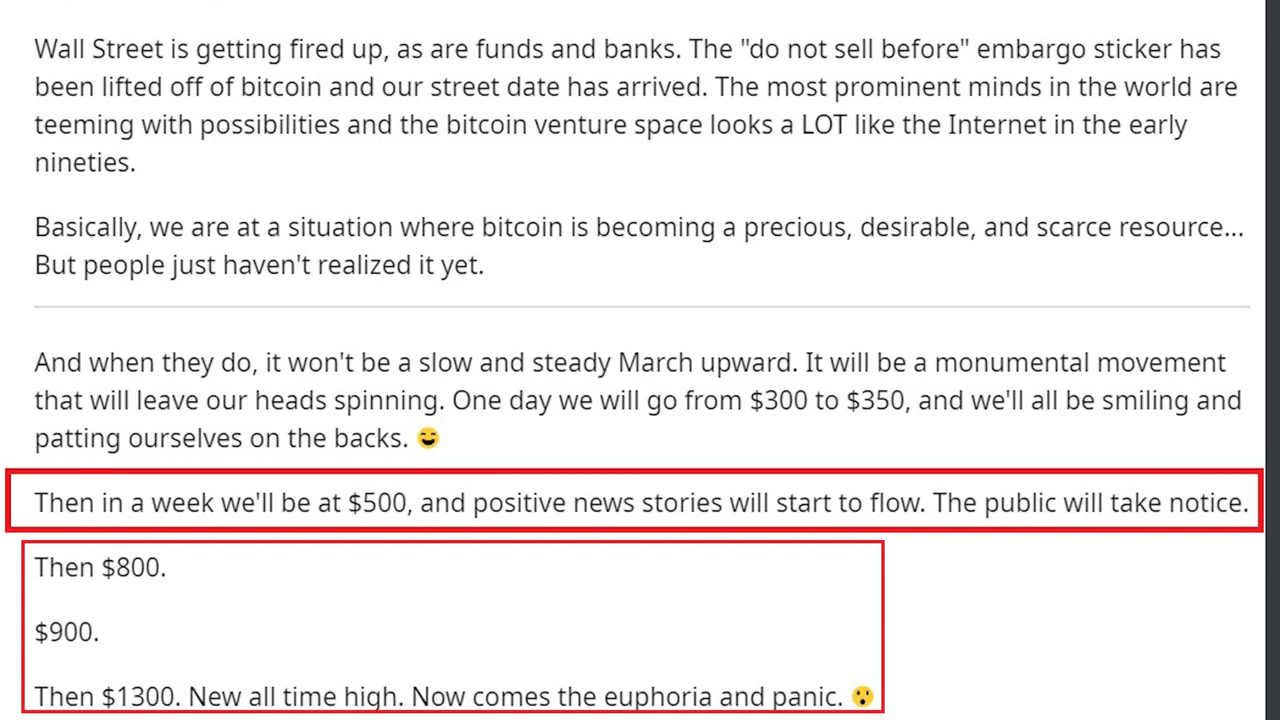 Wall Street is getting fired up, as are funds and banks. The "do not sell before" embargo sticker has
been lifted off of bitcoin and our street date has arrived. The most prominent minds in the world are
teeming with possibilities and the bitcoin venture space looks a LOT like the Internet in the early
nineties.
Basically, we are at a situation where bitcoin is becoming a precious, desirable, and scarce resource...
But people just haven't realized it yet.
And when they do, it won't be a slow and steady March upward. It will be a monumental movement
that will leave our heads spinning. One day we will go from $300 to $350, and we'll all be smiling and
patting ourselves on the backs. 😄
Then in a week we'll be at $500, and positive news stories will start to flow. The public will take notice.
Then $800.
$900.
Then $1300. New all time high. Now comes the euphoria and panic. 😮